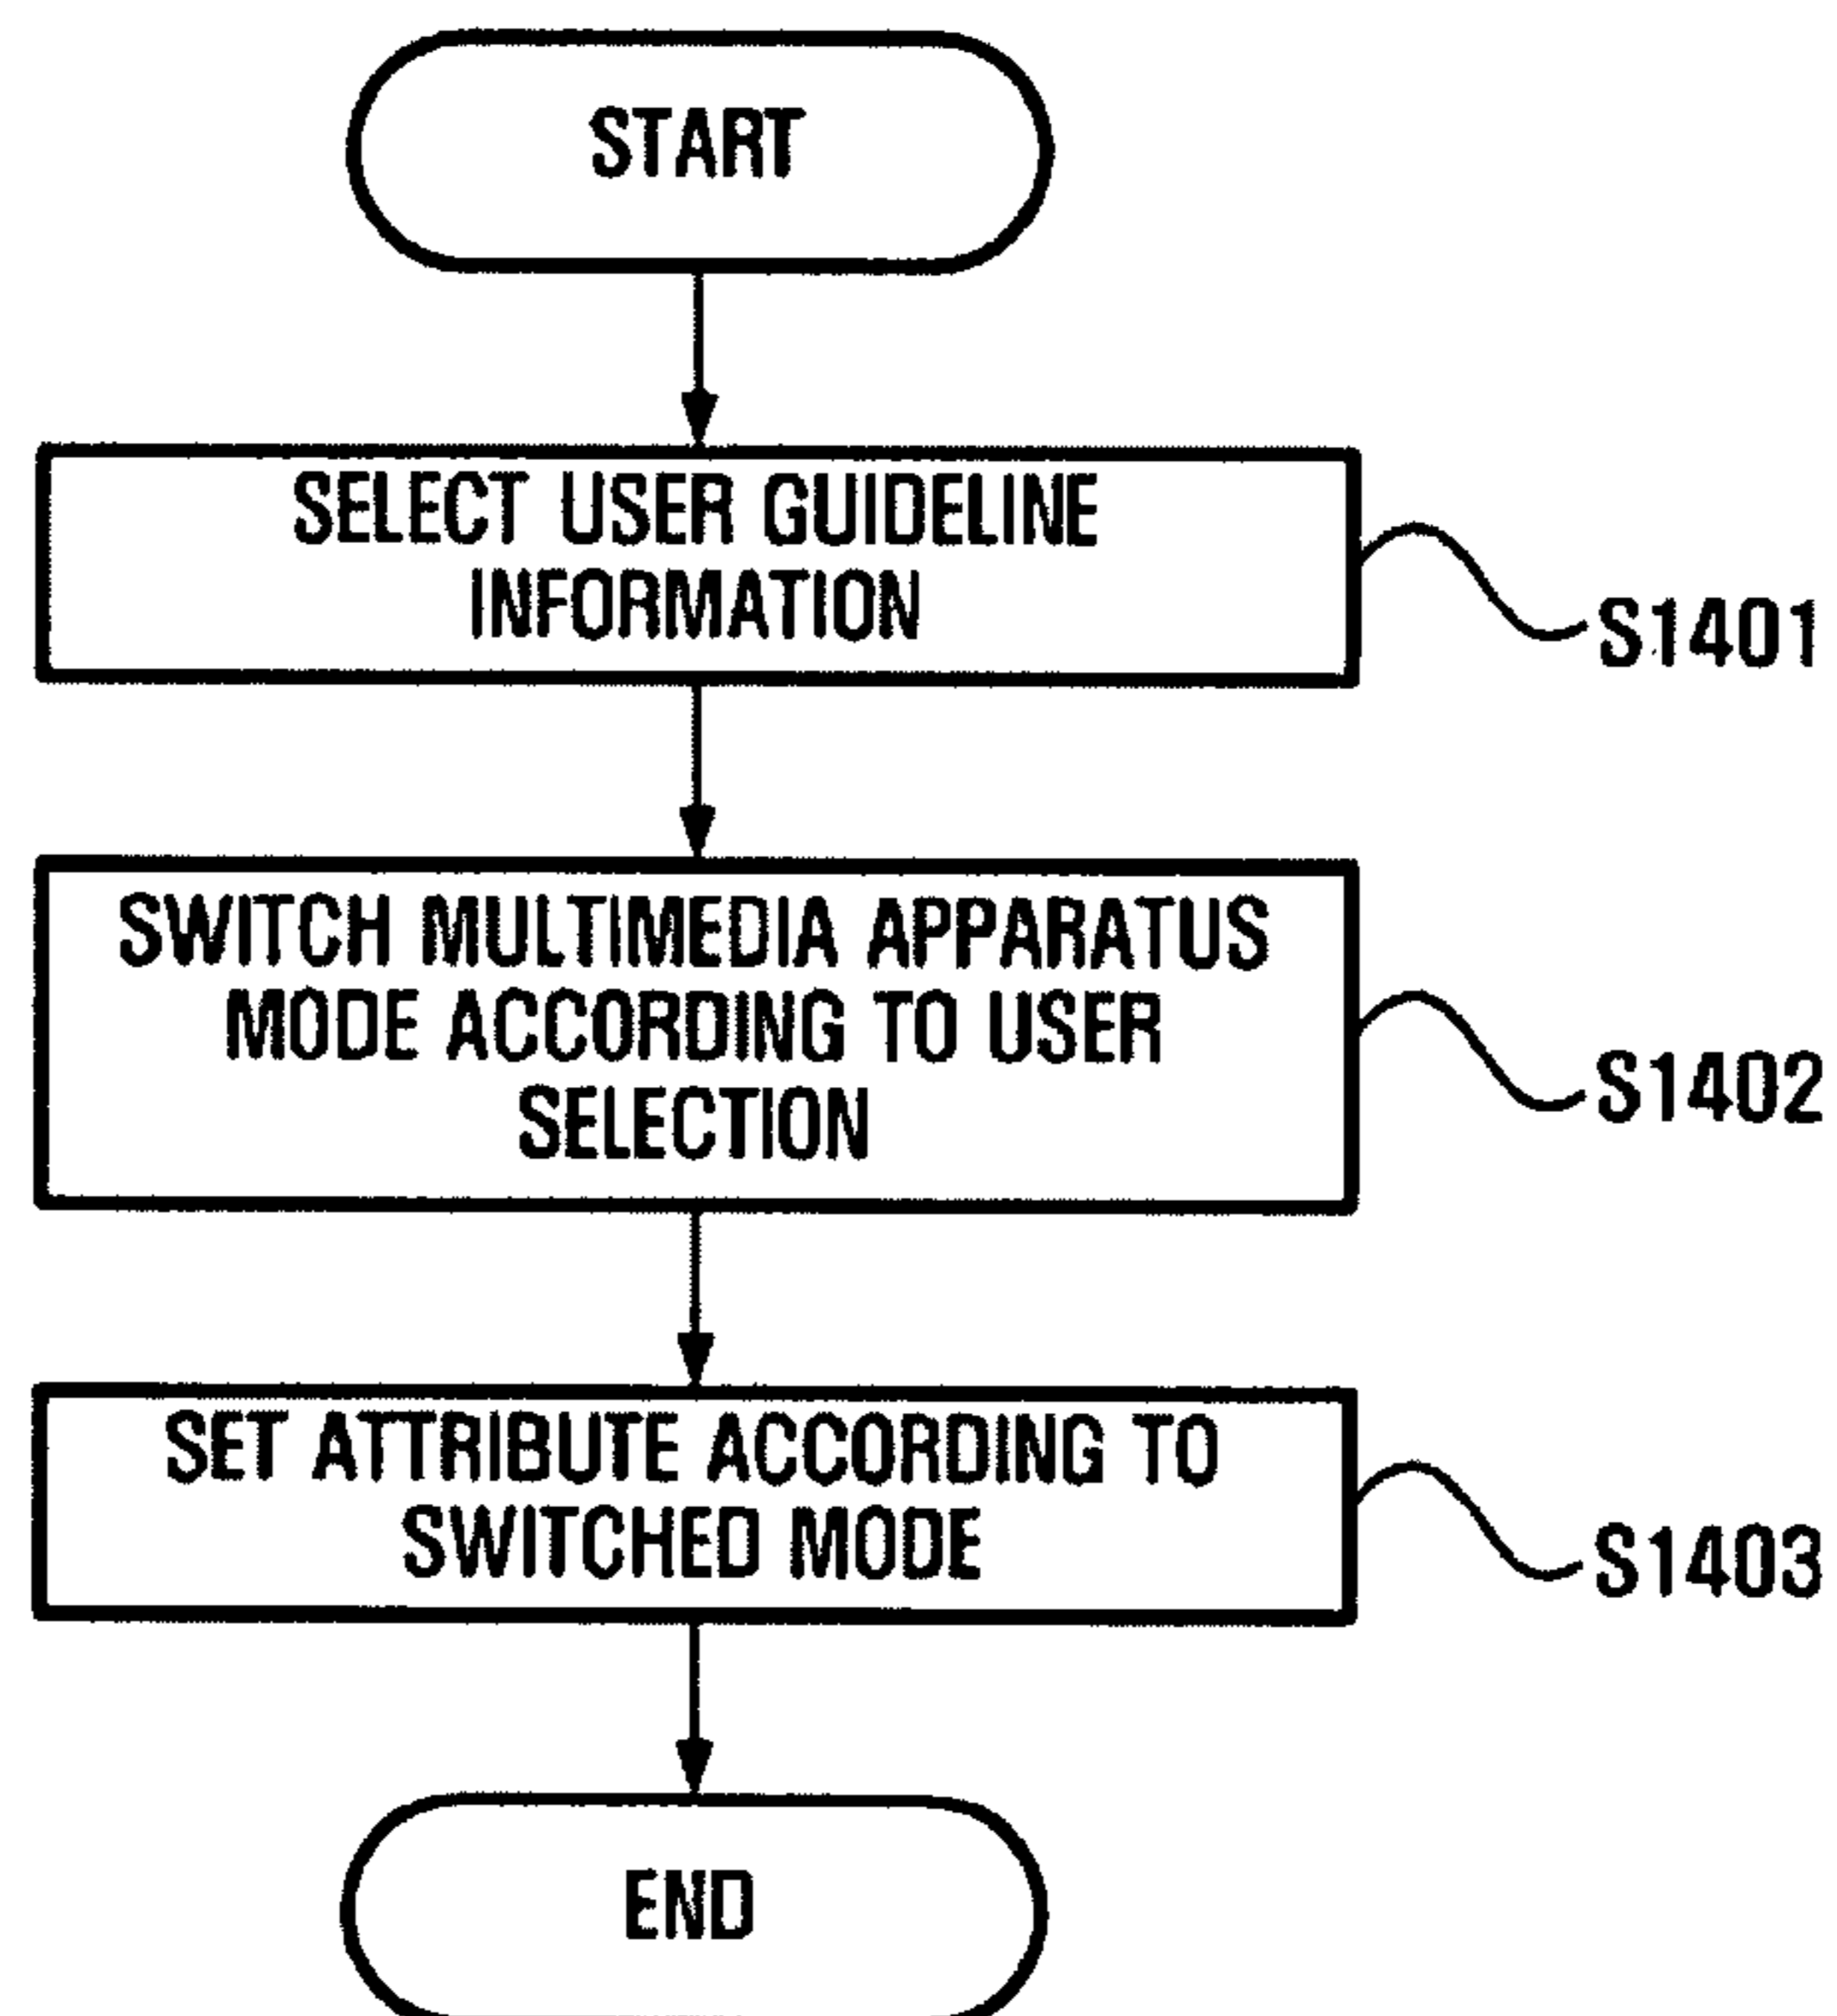 START
SELECT USER GUIDELINE
INFORMATION
S1401
SWITCH MULTIMEDIA APPARATUS
MODE ACCORDING TO USER
SELECTION
S1402
SET ATTRIBUTE ACCORDING TO
SWITCHED MODE
S1403
END